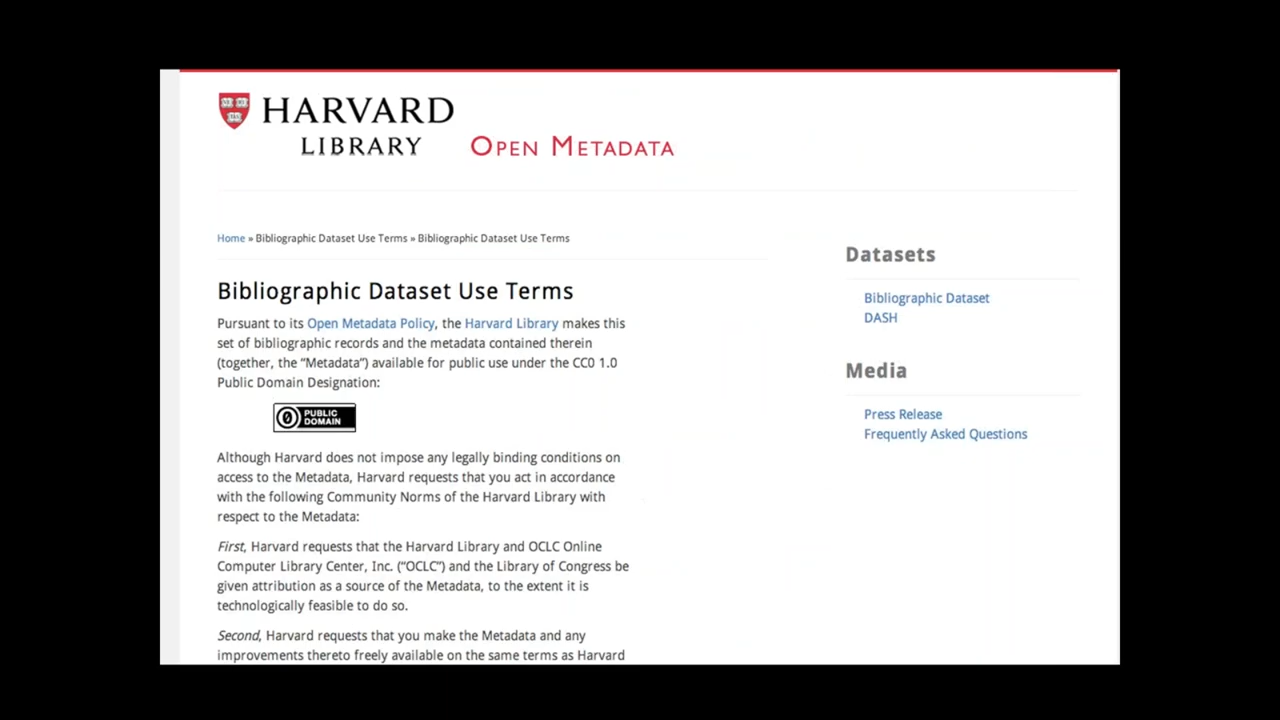 HARVARD
LIBRARY
OPEN METADATA
Home » Bibliographic Dataset Use Terms » Bibliographic Dataset Use Terms
Bibliographic Dataset Use Terms
Pursuant to its Open Metadata Policy, the Harvard Library makes this
set of bibliographic records and the metadata contained therein
(together, the “Metadata”) available for public use under the CC0 1.0
Public Domain Designation:
PUBLIC
DOMAIN
Although Harvard does not impose any legally binding conditions on
access to the Metadata, Harvard requests that you act in accordance
with the following Community Norms of the Harvard Library with
respect to the Metadata:
First, Harvard requests that the Harvard Library and OCLC Online
Computer Library Center, Inc. (“OCLC”) and the Library of Congress be
given attribution as a source of the Metadata, to the extent it is
technologically feasible to do so.
Second, Harvard requests that you make the Metadata and any
improvements thereto freely available on the same terms as Harvard
Datasets
Bibliographic Dataset
DASH
Media
Press Release
Frequently Asked Questions